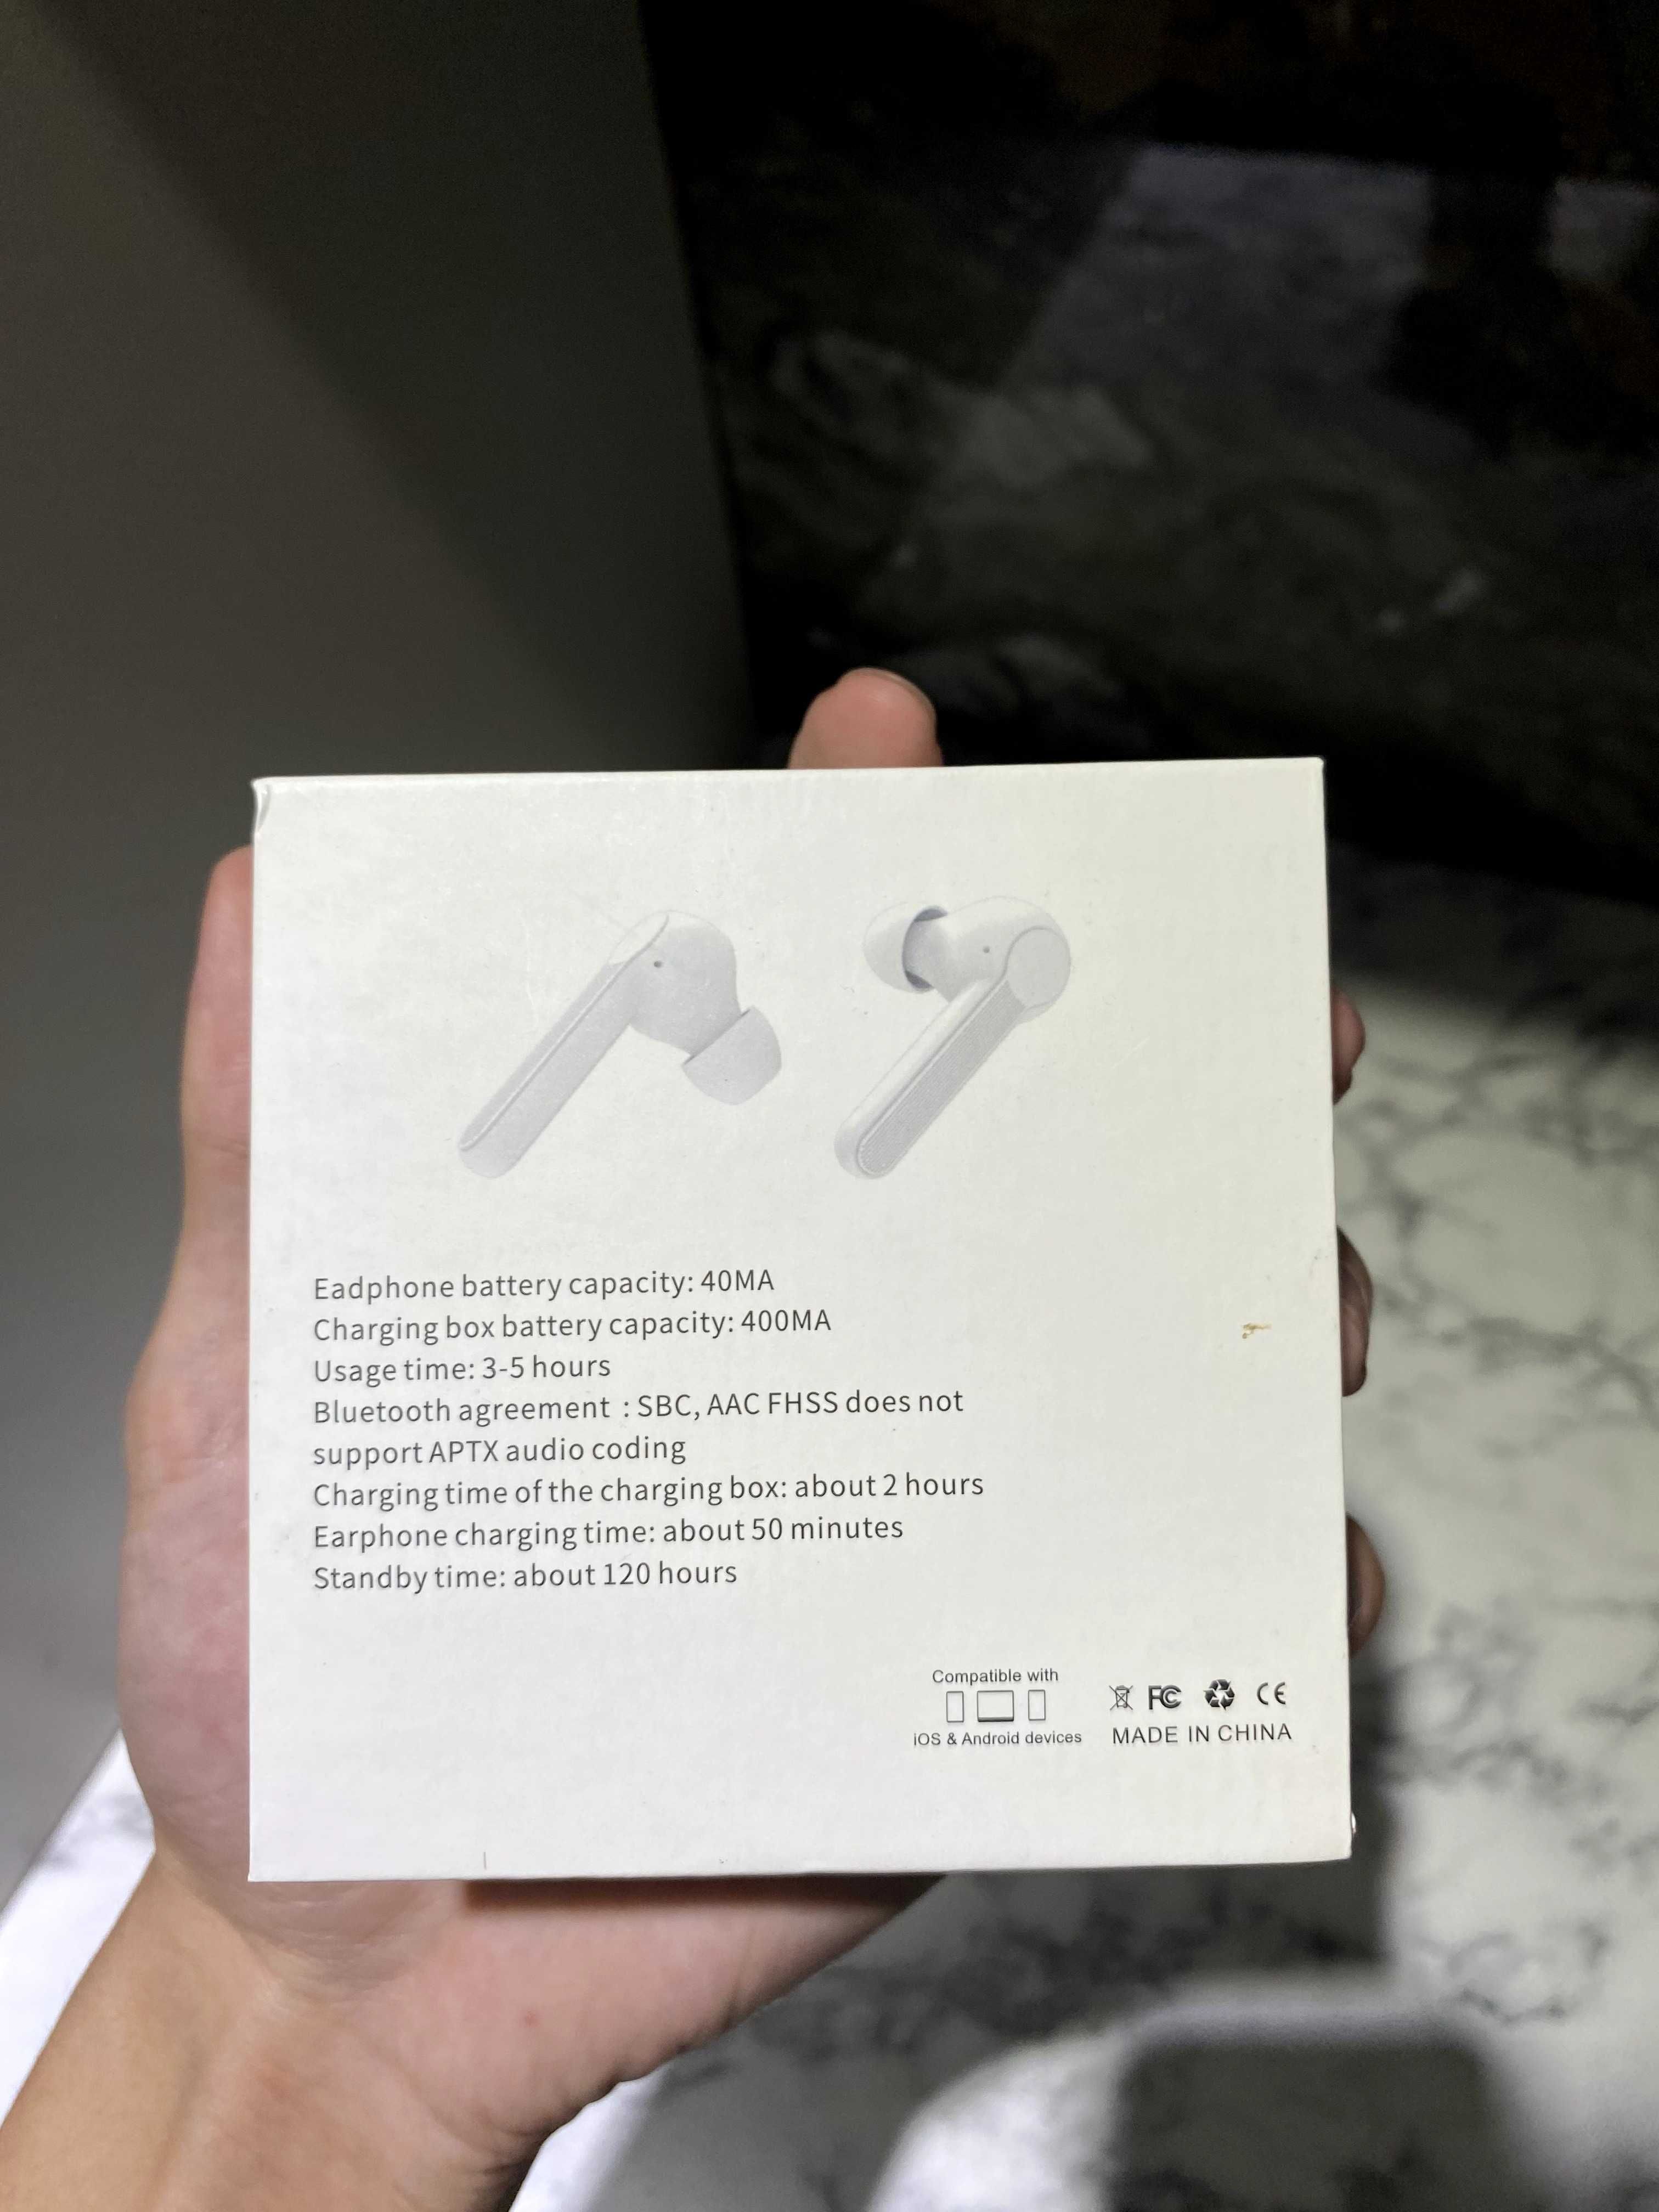 Eadphone battery capacity: 40MA
Charging box battery capacity: 400MA
Usage time: 3-5 hours
Bluetooth agreement : SBC, AAC FHSS does not
support APTX audio coding
Charging time of the charging box: about 2 hours
Earphone charging time: about 50 minutes
Standby time: about 120 hours
Compatible with
iOS & Android devices
FC CE
MADE IN CHINA